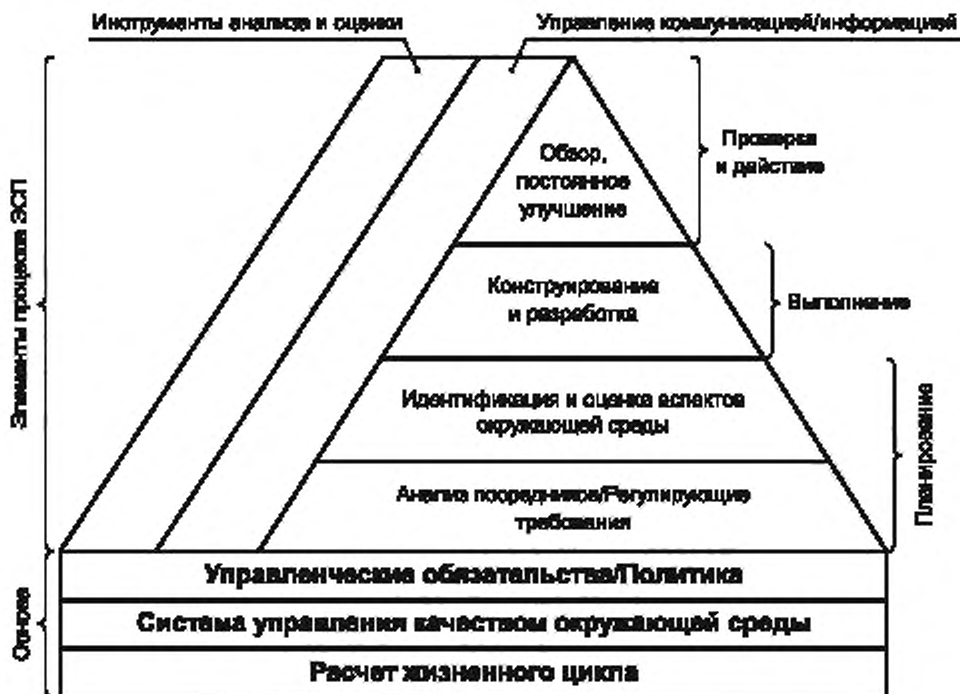 Инструменты анализа и оценки
Управление коммуникацией/информацией
Проверка
и действие
Обзор,
постоянное
улучшение
Элементы процесса ЭСП
Конструирование
и разработка
Выполнение
Идентификация и оценка аспектов
окружающей среды
Планирование
Анализ посредников/Регулирующие
требования
Основа
Управленческие обязательства/Политика
Система управления качеством окружающей среды
Расчет жизненного цикла